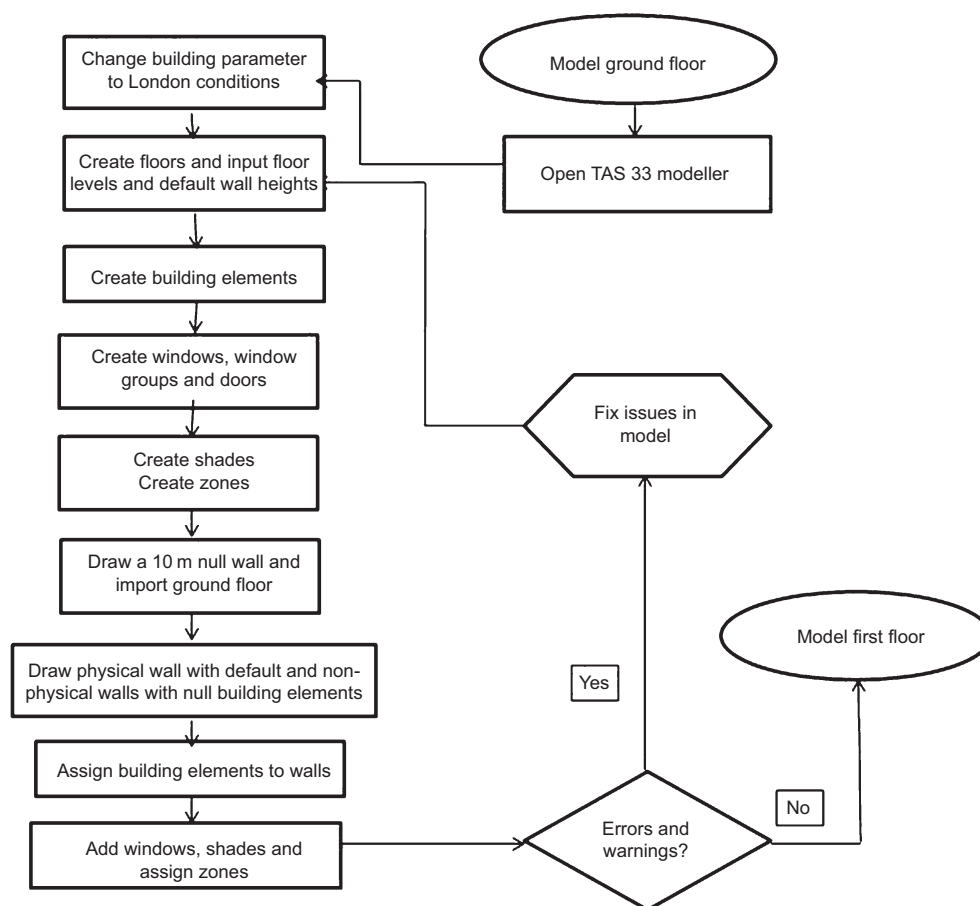 Model ground floor
Open TAS 33 modeller
Change building parameter
to London conditions
Create floors and input floor
levels and default wall heights
Create building elements
Create windows, window
groups and doors
Create shades
Create zones
Draw a 10 m null wall and
import ground floor
Draw physical wall with default and non-
physical walls with null building elements
Assign building elements to walls
Add windows, shades and
assign zones
Errors and
warnings?
Yes
Fix issues in
model
No
Model first floor